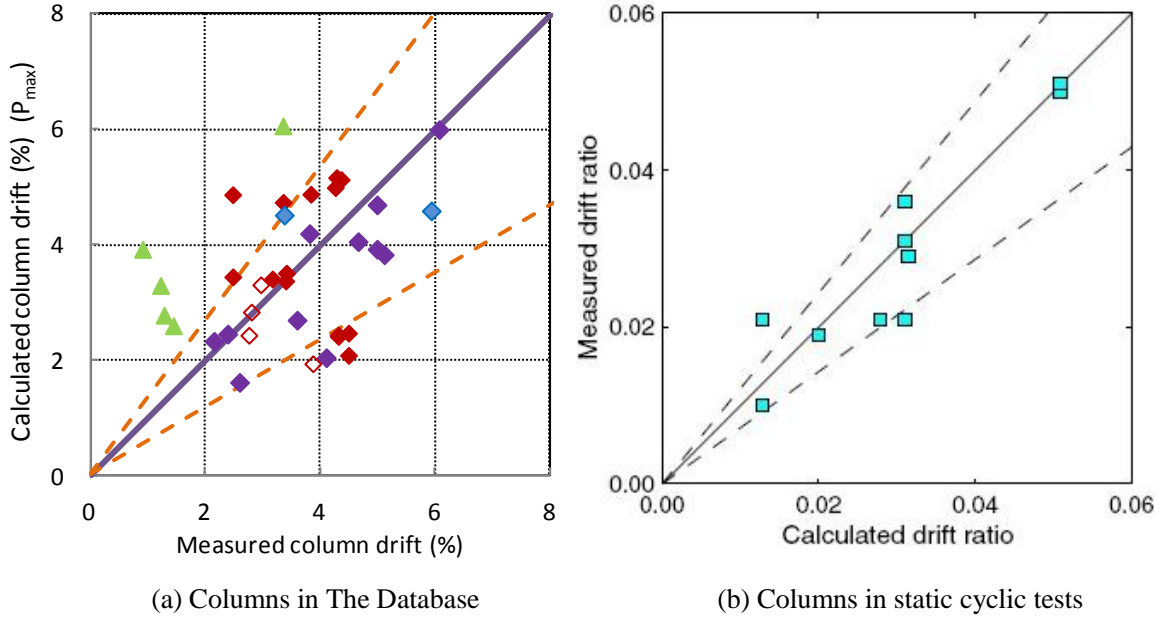 Calculated column drift (%) (Pmax)
8
6
4
2
0
0 2 4 6 8
Measured column drift (%)
(a) Columns in The Database
Measured drift ratio
0.06
0.04
0.02
0.00
0.00 0.02 0.04 0.06
Calculated drift ratio
(b) Columns in static cyclic tests